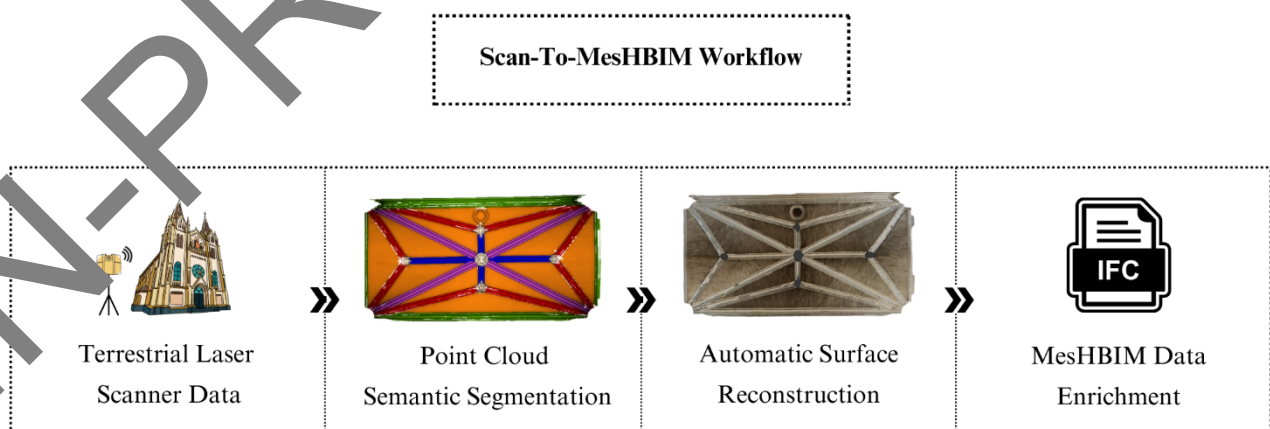 Scan-To-MesHBIM Workflow
Terrestrial Laser
Scanner Data
Point Cloud
Semantic Segmentation
Automatic Surface
Reconstruction
IFC
MesHBIM Data
Enrichment